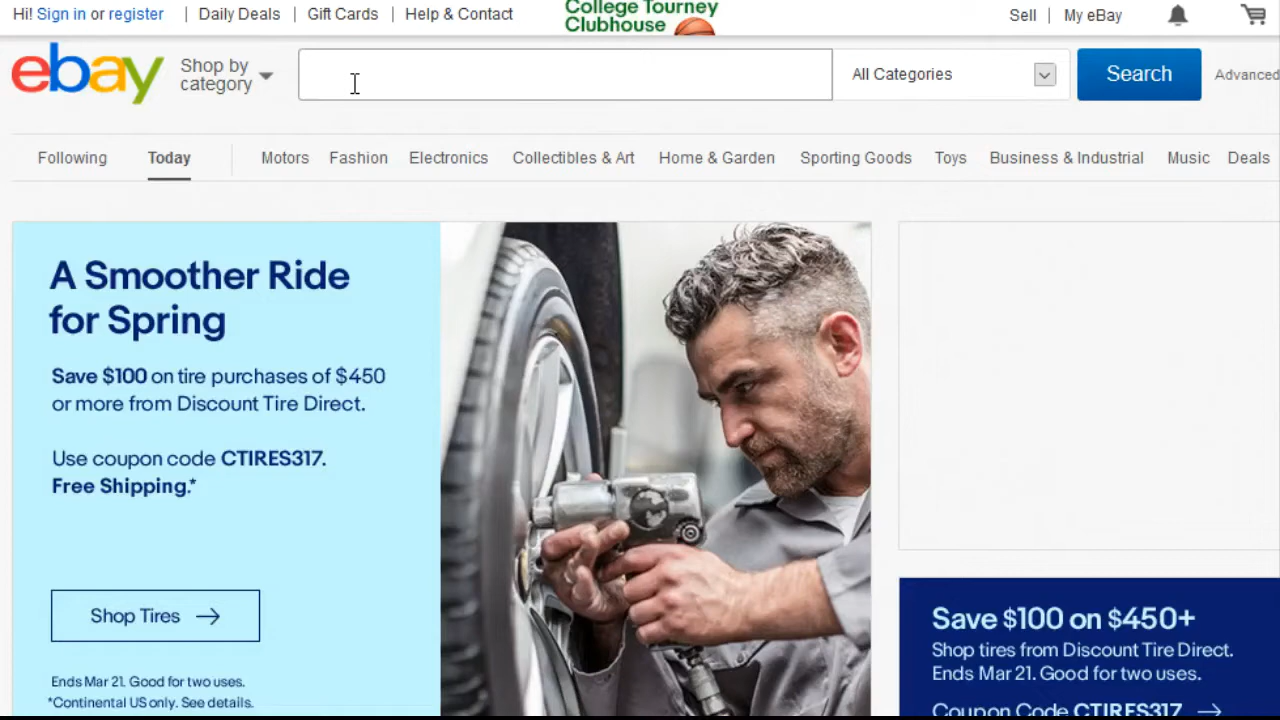 Hi! Sign in or register | Daily Deals | Gift Cards | Help & Contact
College Tourney
Clubhouse
Sell | My eBay
ebay
Shop by
category
All Categories
Search
Advanced
Following Today Motors Fashion Electronics Collectibles & Art Home & Garden Sporting Goods Toys Business & Industrial Music Deals
A Smoother Ride
for Spring
Save $100 on tire purchases of $450
or more from Discount Tire Direct.
Use coupon code CTIRES317.
Free Shipping.*
Shop Tires →
Ends Mar 21. Good for two uses.
*Continental US only. See details.
Save $100 on $450+
Shop tires from Discount Tire Direct.
Ends Mar 21. Good for two uses.
Coupon Code CTIRES317 →